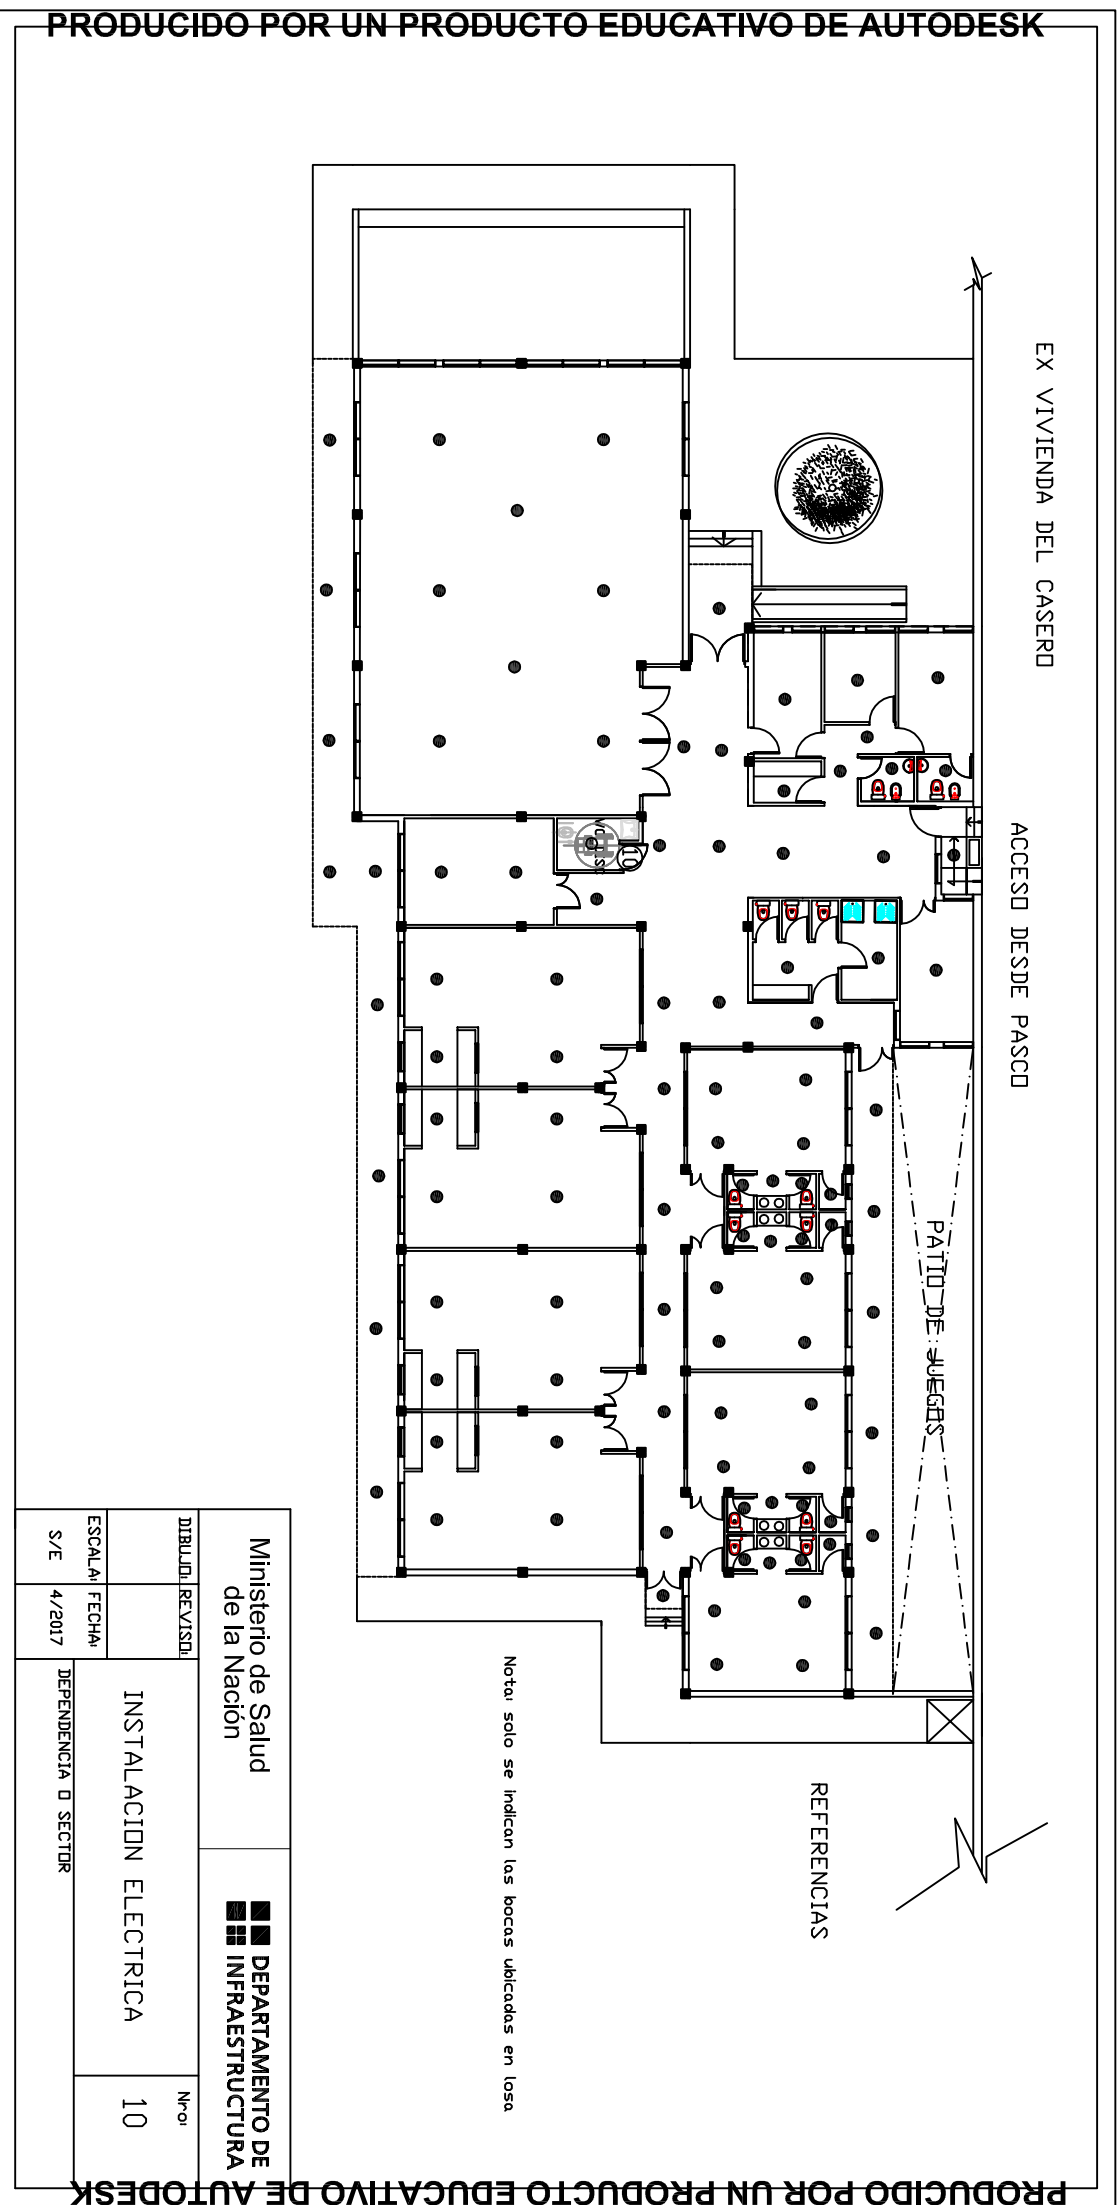 PRODUCIDO POR UN PRODUCTO EDUCATIVO DE AUTODESK
EX VIVIENDA DEL CASERO
ACCESO DESDE PASCO
PATIO DE JUEGOS
10
REFERENCIAS
Nota: solo se indican las bocas ubicadas en losa
Ministerio de Salud
de la Nación
DEPARTAMENTO DE
INFRAESTRUCTURA
DIBUJO:
REVISO:
ESCALA:
S/E
FECHA:
4/2017
INSTALACION ELECTRICA
Nro:
10
DEPENDENCIA O SECTOR
PRODUCIDO POR UN PRODUCTO EDUCATIVO DE AUTODESK